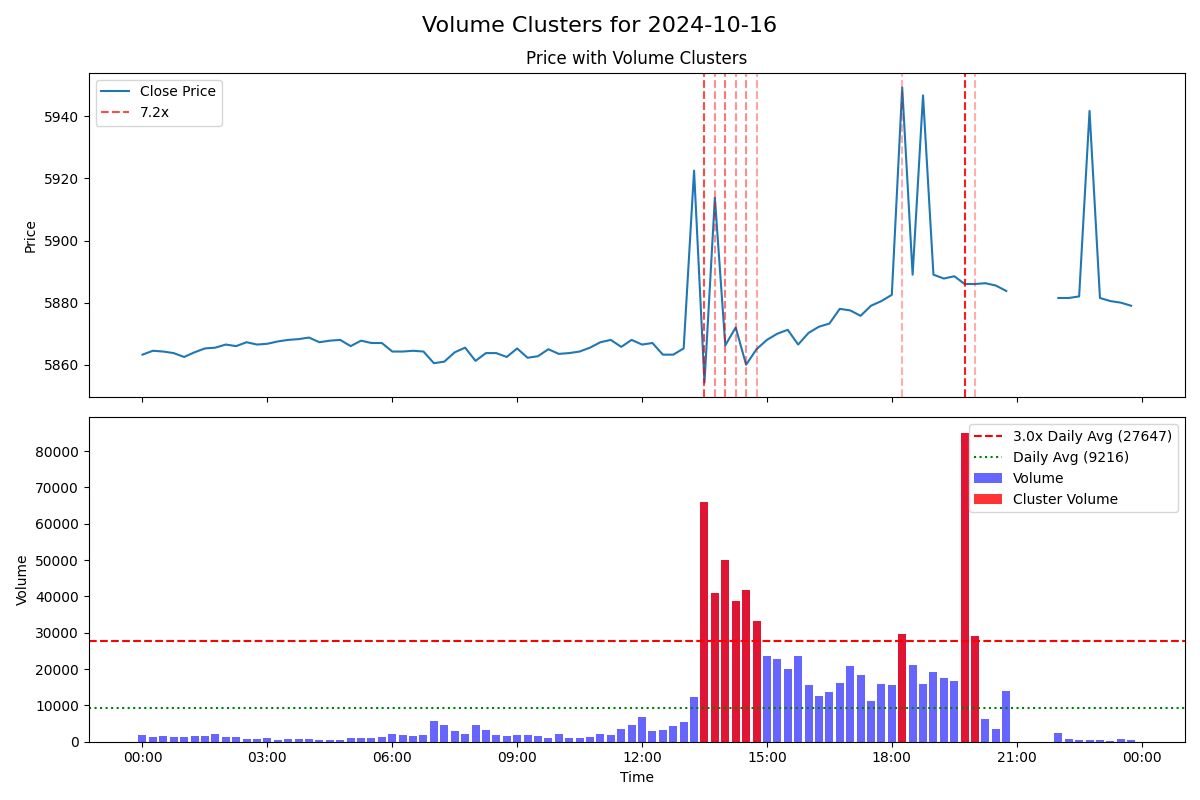 Volume Clusters for 2024-10-16
Price with Volume Clusters
Close Price
7.2x
5940
5920
5900
5880
5860
Price
3.0x Daily Avg (27647)
Daily Avg (9216)
Volume
Cluster Volume
80000
70000
60000
50000
40000
30000
20000
10000
0
Volume
00:00 03:00 06:00 09:00 12:00 15:00 18:00 21:00 00:00
Time